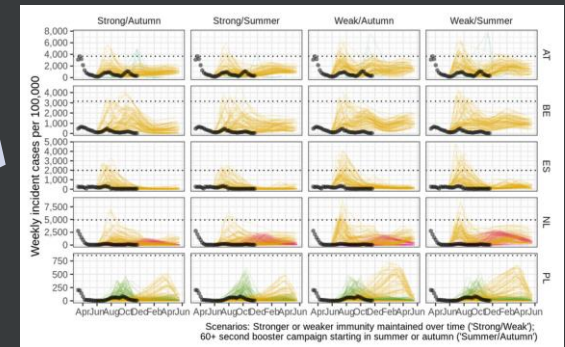 Strong/Autumn Strong/Summer Weak/Autumn Weak/Summer
Weekly incident cases per 100,000
8,000
6,000
4,000
2,000
0
AT
4,000
3,000
2,000
1,000
0
BE
5,000
4,000
3,000
2,000
1,000
0
ES
7,500
5,000
2,500
0
NL
750
500
250
0
PL
AprJunAugOctDecFebAprJun AprJunAugOctDecFebAprJun AprJunAugOctDecFebAprJun AprJunAugOctDecFebAprJun
Scenarios: Stronger or weaker immunity maintained over time ('Strong/Weak');
60+ second booster campaign starting in summer or autumn ('Summer/Autumn')